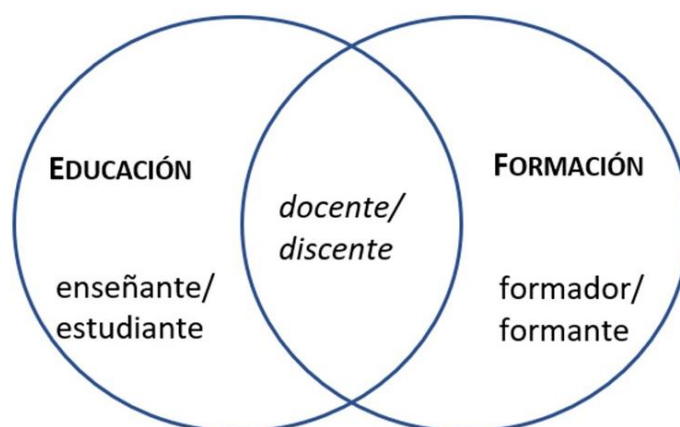 EDUCACIÓN
enseñante/
estudiante
docente/
discente
FORMACIÓN
formador/
formante